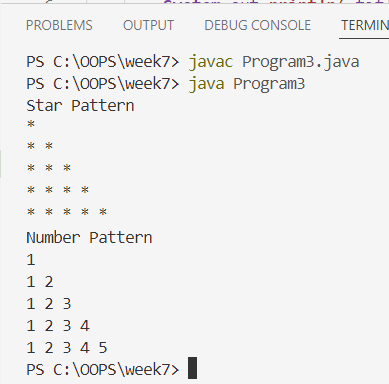 PROBLEMS OUTPUT DEBUG CONSOLE TERMIN
PS C:\OOPS\week7> javac Program3.java
PS C:\OOPS\week7> java Program3
Star Pattern
*
* *
* * *
* * * *
* * * * *
Number Pattern
1
1 2
1 2 3
1 2 3 4
1 2 3 4 5
PS C:\OOPS\week7>